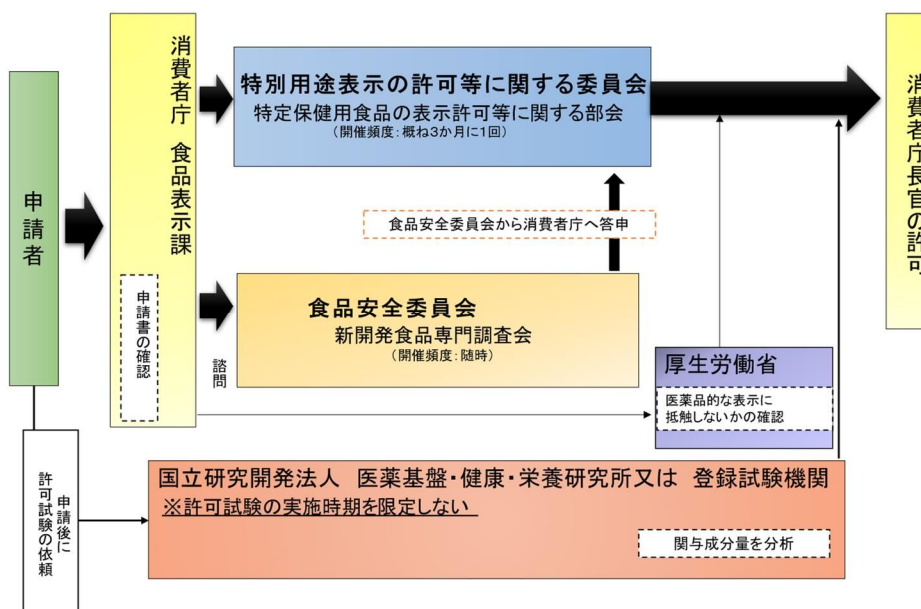 申請者
消費者庁 食品表示課
申請書の確認
特別用途表示の許可等に関する委員会
特定保健用食品の表示許可等に関する部会
（開催頻度：概ね3か月に1回）
食品安全委員会から消費者庁へ答申
諮問
食品安全委員会
新開発食品専門調査会
（開催頻度：随時）
厚生労働省
医薬品的な表示に
抵触しないかの確認
消費者庁長官の許可
申請後に
許可試験の依頼
国立研究開発法人 医薬基盤・健康・栄養研究所又は 登録試験機関
※許可試験の実施時期を限定しない
関与成分量を分析